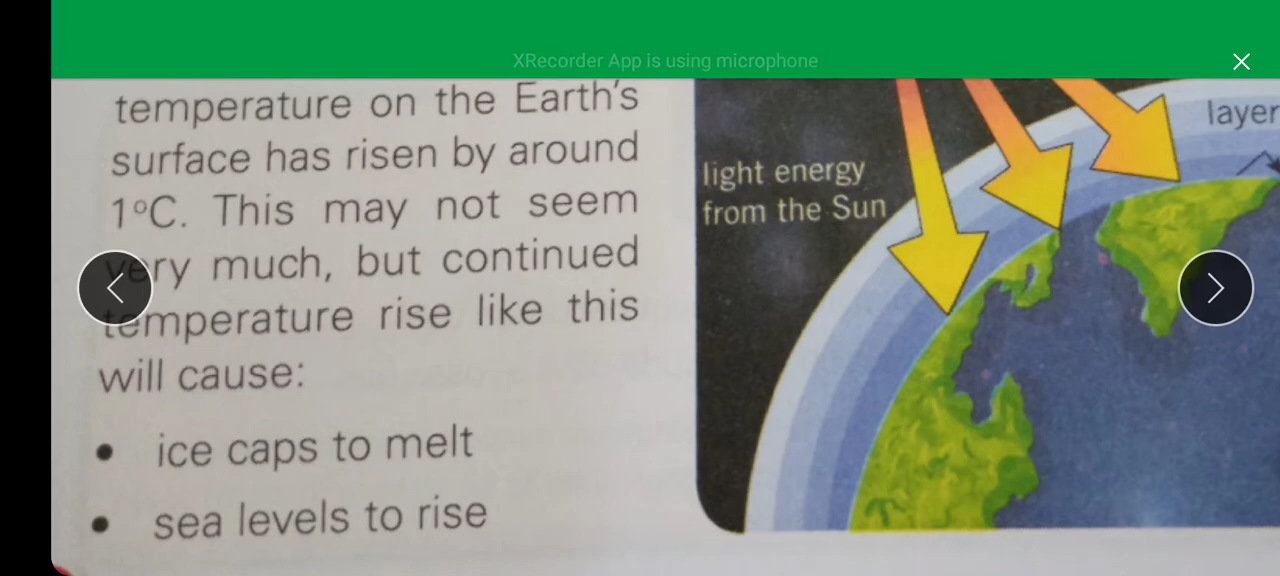 XRecorder App is using microphone
temperature on the Earth's
surface has risen by around
1°C. This may not seem
very much, but continued
temperature rise like this
will cause:
• ice caps to melt
• sea levels to rise
light energy
from the Sun
layer